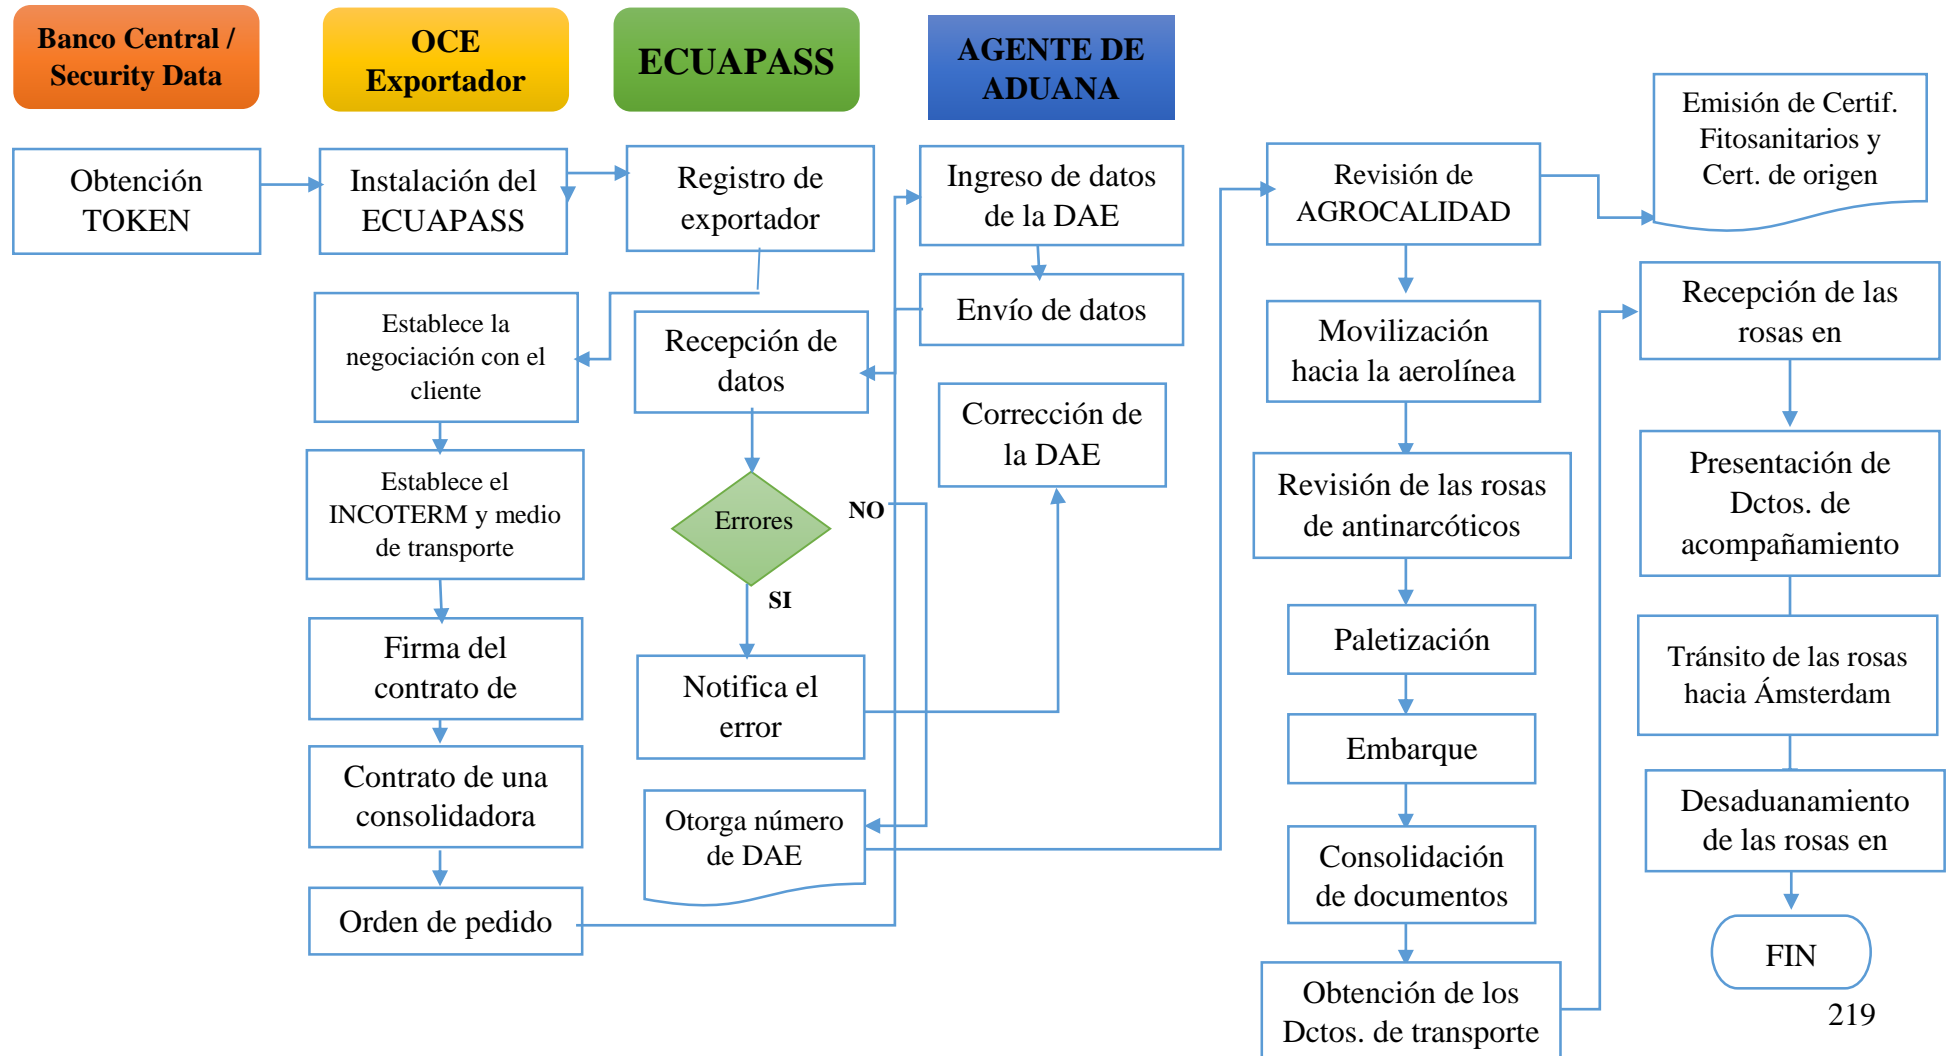 Banco Central /
Security Data
OCE
Exportador
ECUAPASS
AGENTE DE
ADUANA
Obtención
TOKEN
Instalación del
ECUAPASS
Registro de
exportador
Ingreso de datos
de la DAE
Revisión de
AGROCALIDAD
Emisión de Certif.
Fitosanitarios y
Cert. de origen
Establece la
negociación con el
cliente
Recepción de
datos
Envío de datos
Movilización
hacia la aerolínea
Recepción de las
rosas en
Corrección de
la DAE
Establece el
INCOTERM y medio
de transporte
Errores
NO
SI
Revisión de las rosas
de antinarcóticos
Presentación de
Dctos. de
acompañamiento
Firma del
contrato de
Notifica el
error
Paletización
Tránsito de las rosas
hacia Ámsterdam
Contrato de una
consolidadora
Otorga número
de DAE
Embarque
Desaduanamiento
de las rosas en
Orden de pedido
Consolidación
de documentos
FIN
Obtención de los
Dctos. de transporte
219